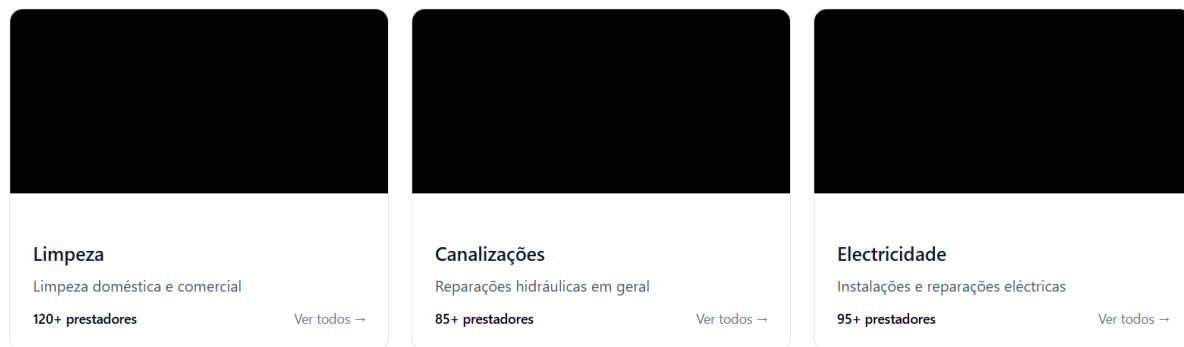 Limpeza
Limpeza doméstica e comercial
120+ prestadores
Ver todos →
Canalizações
Reparações hidráulicas em geral
85+ prestadores
Ver todos →
Electricidade
Instalações e reparações eléctricas
95+ prestadores
Ver todos →